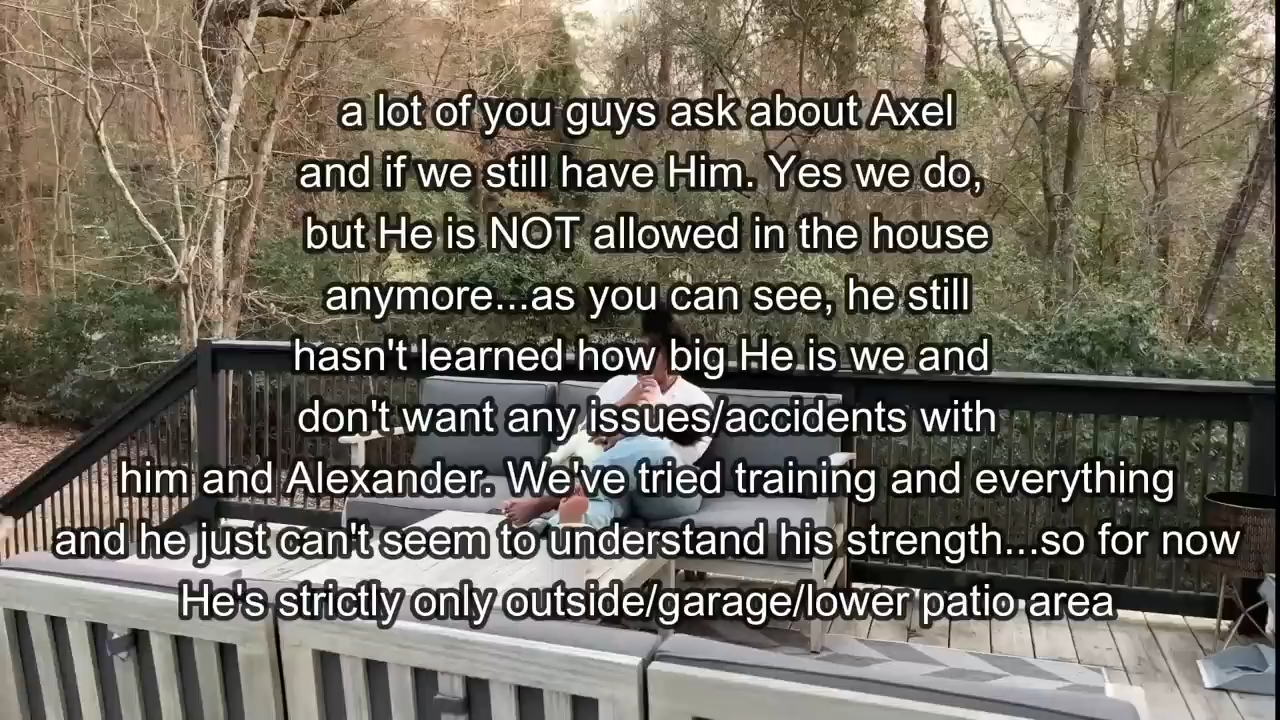 a lot of you guys ask about Axel
and if we still have Him. Yes we do,
but He is NOT allowed in the house
anymore...as you can see, he still
hasn't learned how big He is we and
don't want any issues/accidents with
him and Alexander. We've tried training and everything
and he just can't seem to understand his strength...so for now
He's strictly only outside/garage/lower patio area